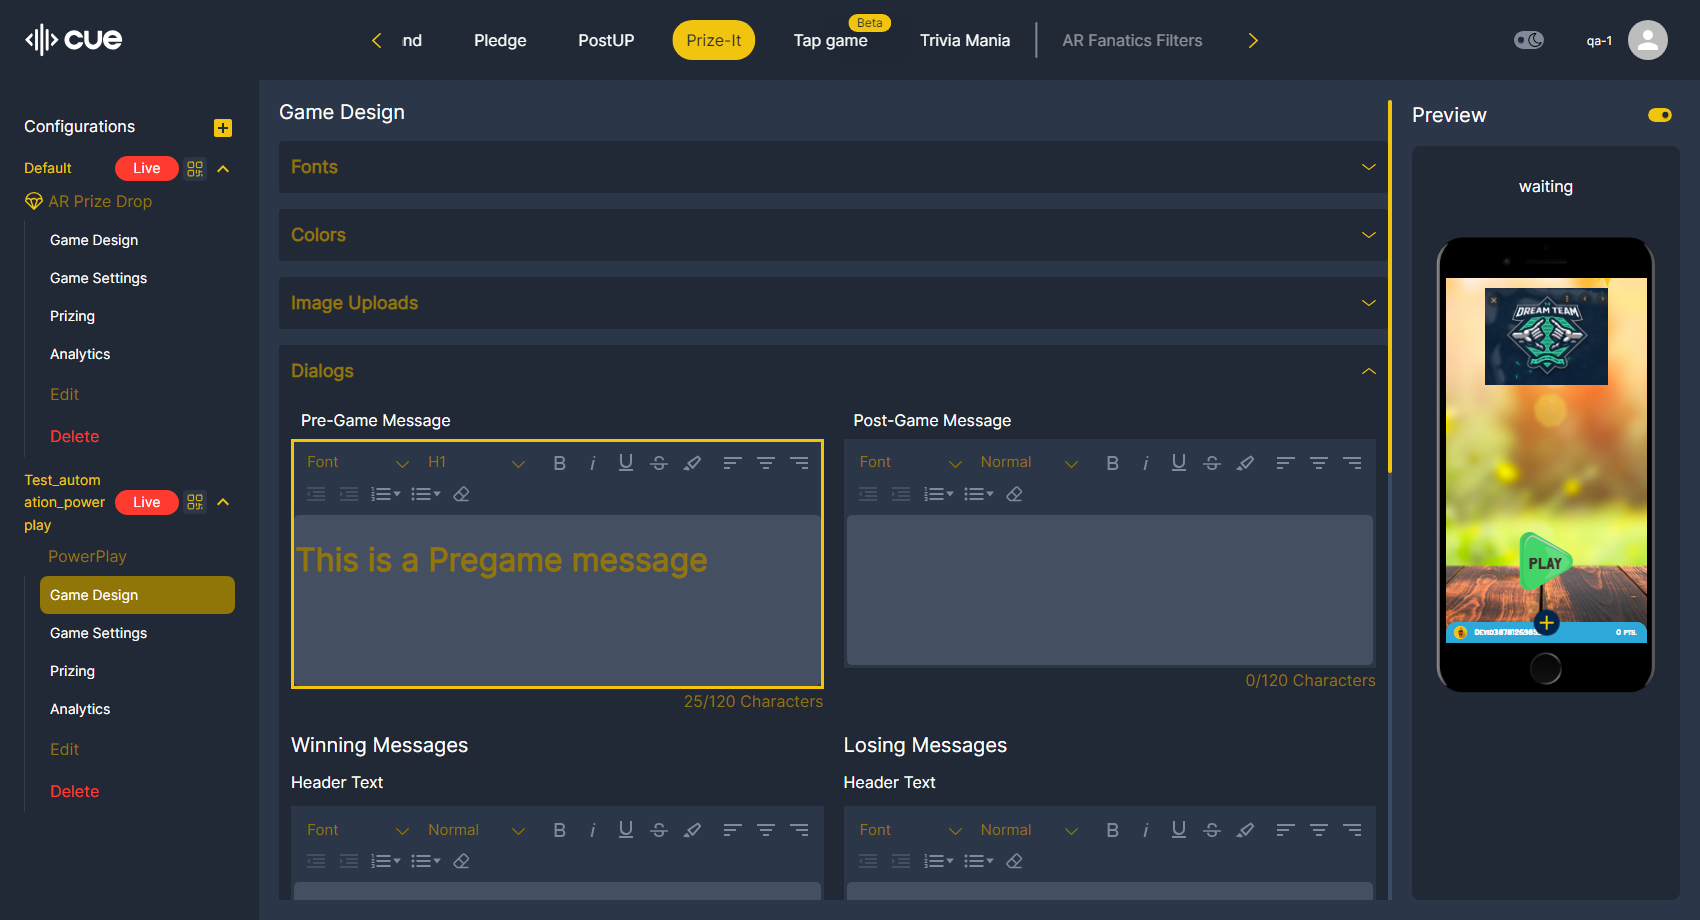 cue
nd
Pledge
PostUP
Prize-It
Beta
Tap game
Trivia Mania
AR Fanatics Filters
qa-1
Configurations
Default
Live
AR Prize Drop
Game Design
Game Settings
Prizing
Analytics
Edit
Delete
Test_autom
ation_power
play
Live
PowerPlay
Game Design
Game Settings
Prizing
Analytics
Edit
Delete
Game Design
Fonts
Colors
Image Uploads
Dialogs
Pre-Game Message
Font
H1
This is a Pregame message
25/120 Characters
Post-Game Message
Font
Normal
0/120 Characters
Winning Messages
Header Text
Font
Normal
Losing Messages
Header Text
Font
Normal
Preview
waiting
DREAM TEAM
PLAY
0 PTS.